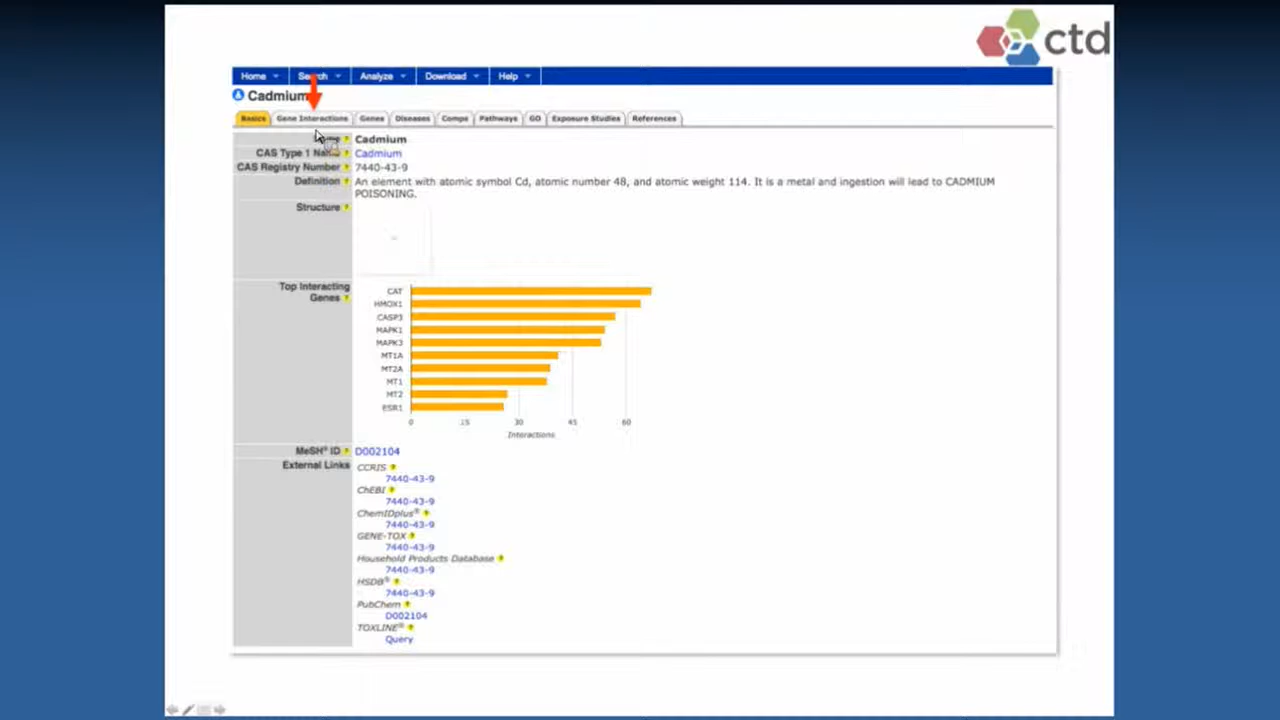 ctd
Home Search Analyze Download Help
Cadmium
Basics Gene Interactions Genes Diseases Comps Pathways GO Exposure Studies References
Cadmium
CAS Type 1 Name ? Cadmium
CAS Registry Number ? 7440-43-9
Definition ? An element with atomic symbol Cd, atomic number 48, and atomic weight 114. It is a metal and ingestion will lead to CADMIUM
POISONING.
Structure ?
Top Interacting
Genes ?
CAT
HMOX1
CASP3
MAPK1
MAPK3
MT1A
MT2A
MT1
MT2
ESR1
0 15 30 45 60
Interactions
MeSH® ID ? D002104
External Links
CCRIS ?
7440-43-9
ChEBI ?
7440-43-9
ChemIDplus® ?
7440-43-9
GENE-TOX ?
7440-43-9
Household Products Database ?
7440-43-9
HSDB® ?
7440-43-9
PubChem ?
D002104
TOXLINE® ?
Query